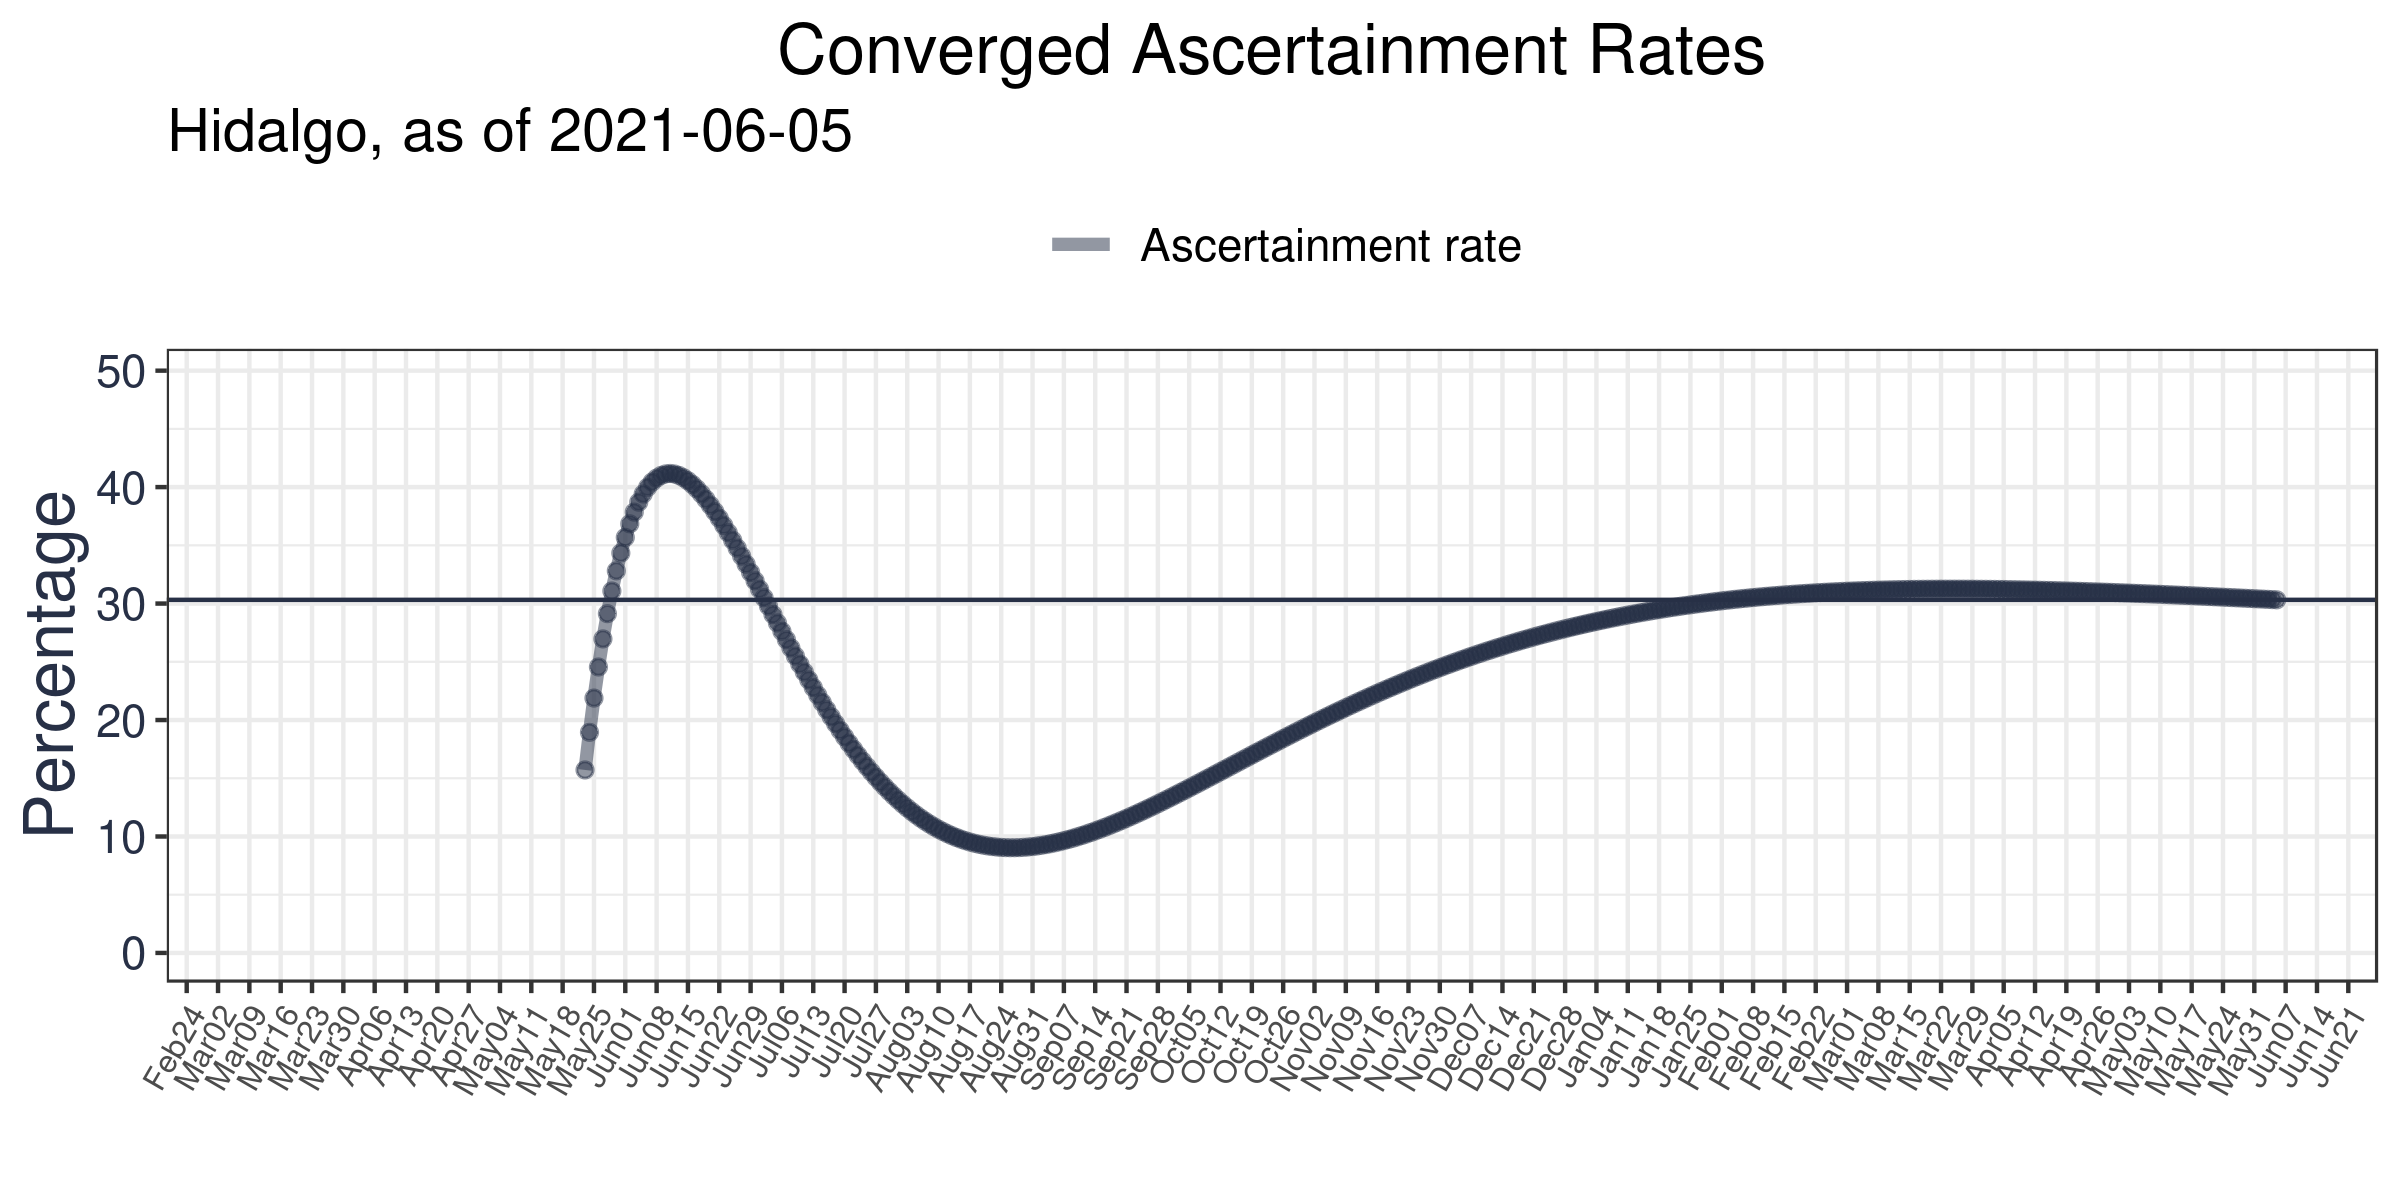 Converged Ascertainment Rates
Hidalgo, as of 2021-06-05
Ascertainment rate
Percentage
50
40
30
20
10
0
Feb24 Mar02 Mar09 Mar16 Mar23 Mar30 Apr06 Apr13 Apr20 Apr27 May04 May11 May18 May25 Jun01 Jun08 Jun15 Jun22 Jun29 Jul06 Jul13 Jul20 Jul27 Aug03 Aug10 Aug17 Aug24 Aug31 Sep07 Sep14 Sep21 Sep28 Oct05 Oct12 Oct19 Oct26 Nov02 Nov09 Nov16 Nov23 Nov30 Dec07 Dec14 Dec21 Dec28 Jan04 Jan11 Jan18 Jan25 Feb01 Feb08 Feb15 Feb22 Mar01 Mar08 Mar15 Mar22 Mar29 Apr05 Apr12 Apr19 Apr26 May03 May10 May17 May24 May31 Jun07 Jun14 Jun21